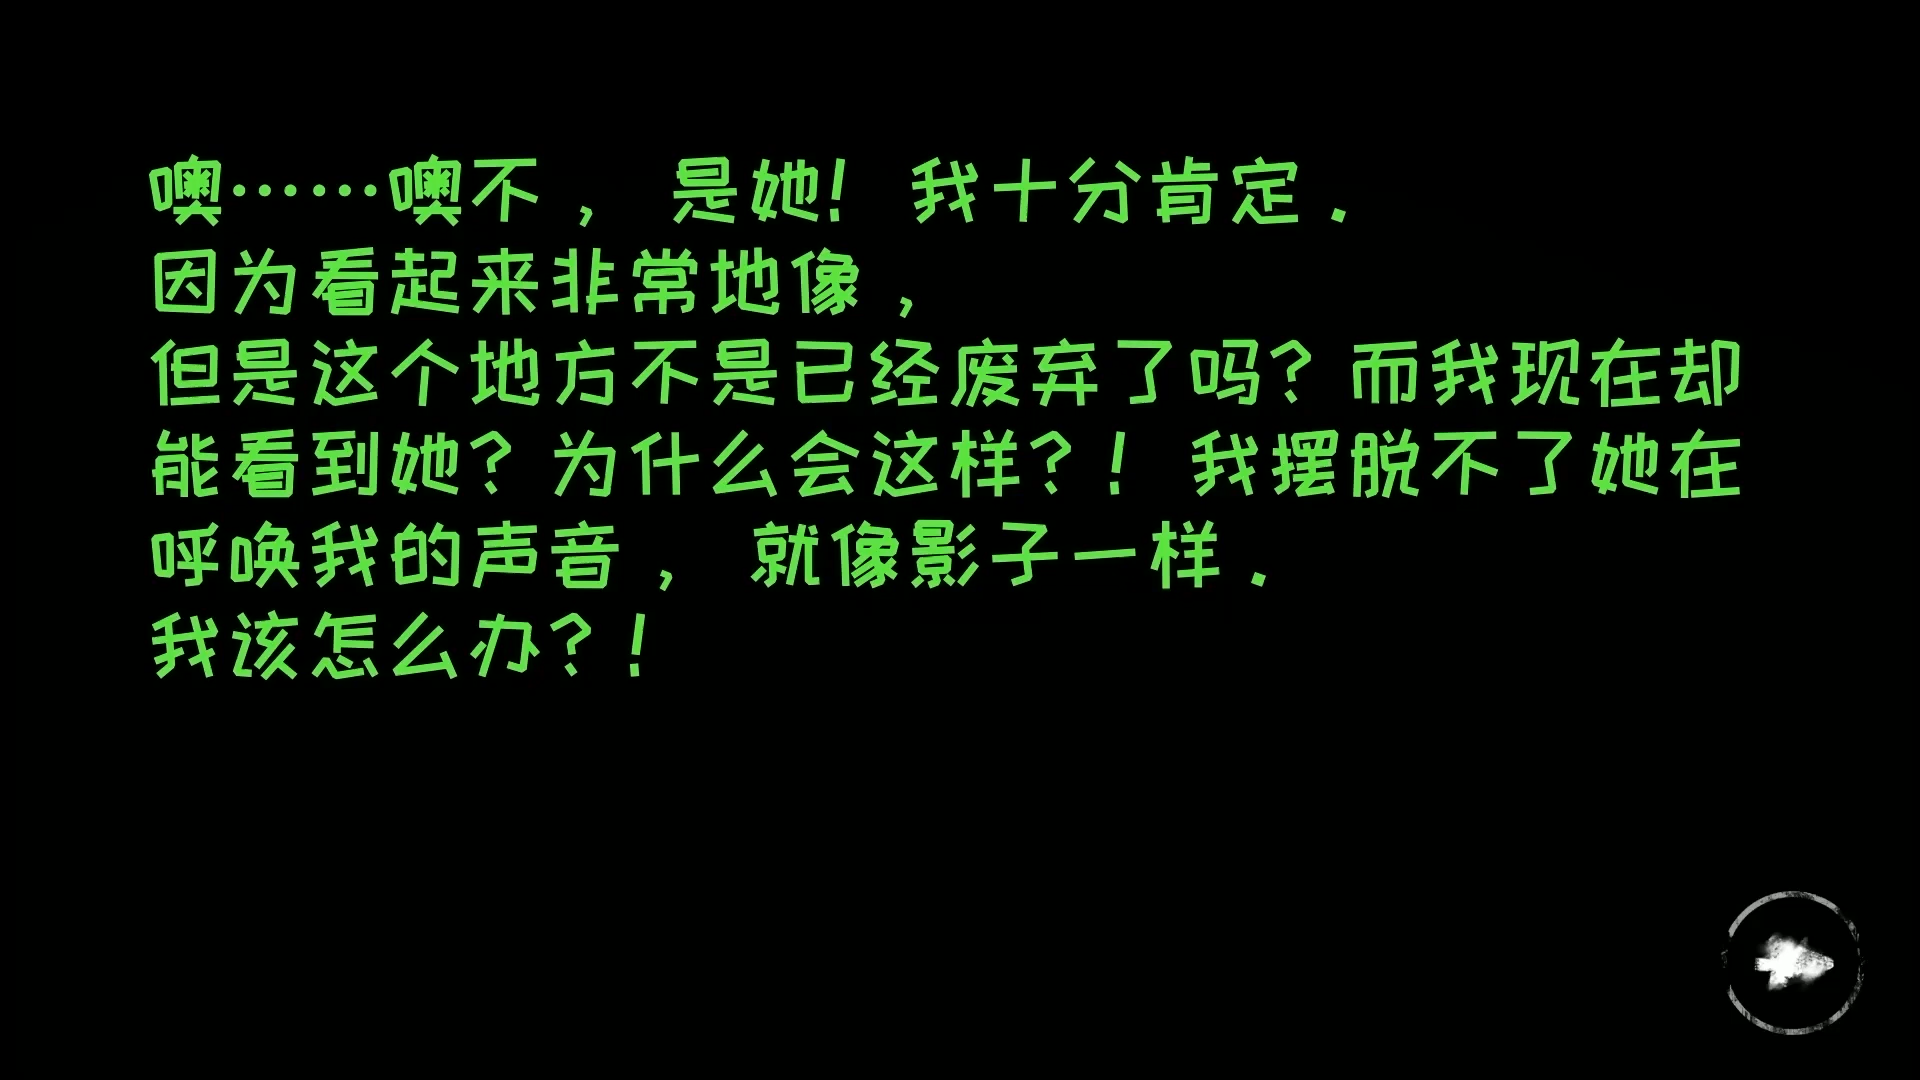 噢……噢不， 是她！ 我十分肯定．
因为看起来非常地像，
但是这个地方不是已经废弃了吗？而我现在却
能看到她？为什么会这样？！ 我摆脱不了她在
呼唤我的声音， 就像影子一样．
我该怎么办？！